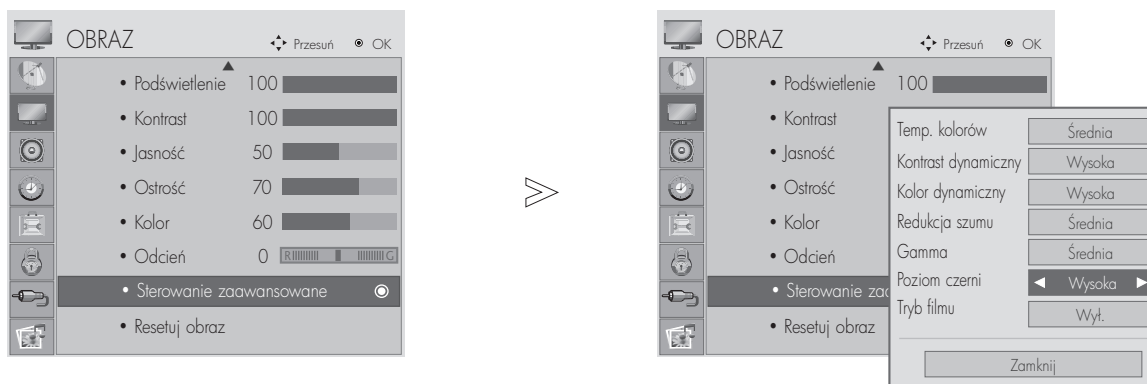 OBRAZ Przesuń OK
• Podświetlenie 100
• Kontrast 100
• Jasność 50
• Ostrość 70
• Kolor 60
• Odcień 0 R G
• Sterowanie zaawansowane
• Resetuj obraz
>
OBRAZ Przesuń OK
• Podświetlenie 100
• Kontrast
• Jasność
• Ostrość
• Kolor
• Odcień
• Sterowanie zaa
• Resetuj obraz
Temp. kolorów Średnia
Kontrast dynamiczny Wysoka
Kolor dynamiczny Wysoka
Redukcja szumu Średnia
Gamma Średnia
Poziom czerni ◀ Wysoka ▶
Tryb filmu Wył.
Zamknij